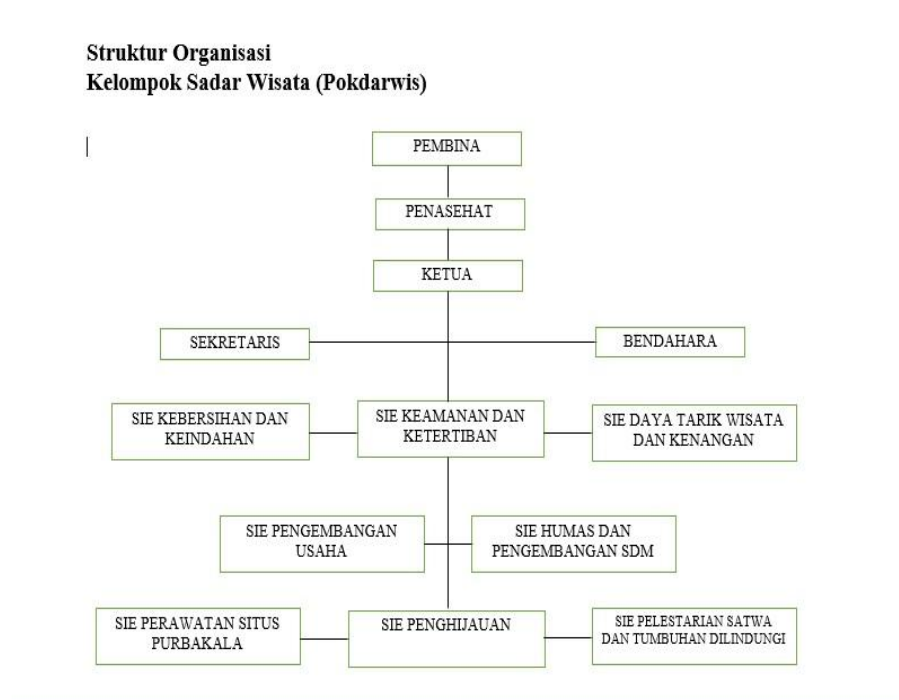 Struktur Organisasi
Kelompok Sadar Wisata (Pokdarwis)
PEMBINA
PENASEHAT
KETUA
SEKRETARIS
BENDAHARA
SIE KEBERSIHAN DAN
KEINDAHAN
SIE KEAMANAN DAN
KETERTIBAN
SIE DAYA TARIK WISATA
DAN KENANGAN
SIE PENGEMBANGAN
USAHA
SIE HUMAS DAN
PENGEMBANGAN SDM
SIE PERAWATAN SITUS
PURBAKALA
SIE PENGHIJAUAN
SIE PELESTARIAN SATWA
DAN TUMBUHAN DILINDUNGI